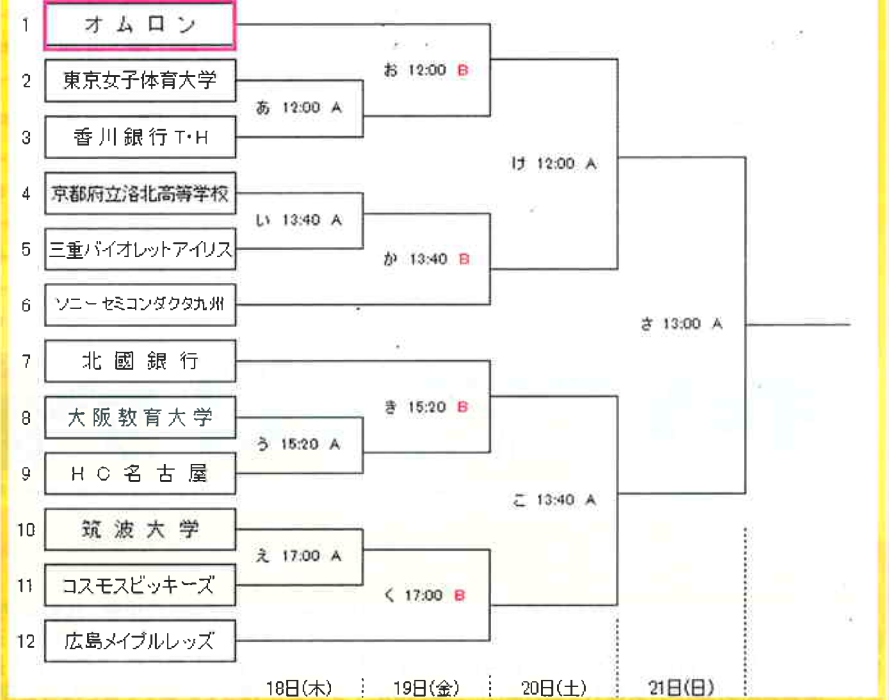 1 オムロン
お 12:00 B
2 東京女子体育大学
あ 12:00 A
3 香川銀行T・H
け 12:00 A
4 京都府立洛北高等学校
い 13:40 A
5 三重バイオレットアイリス
か 13:40 B
6 ソニーセミコンダクタ九州
さ 13:00 A
7 北國銀行
き 15:20 B
8 大阪教育大学
う 15:20 A
9 HC名古屋
こ 13:40 A
10 筑波大学
え 17:00 A
11 コスモスビッキーズ
く 17:00 B
12 広島メイプルレッズ
18日(木) 19日(金) 20日(土) 21日(日)